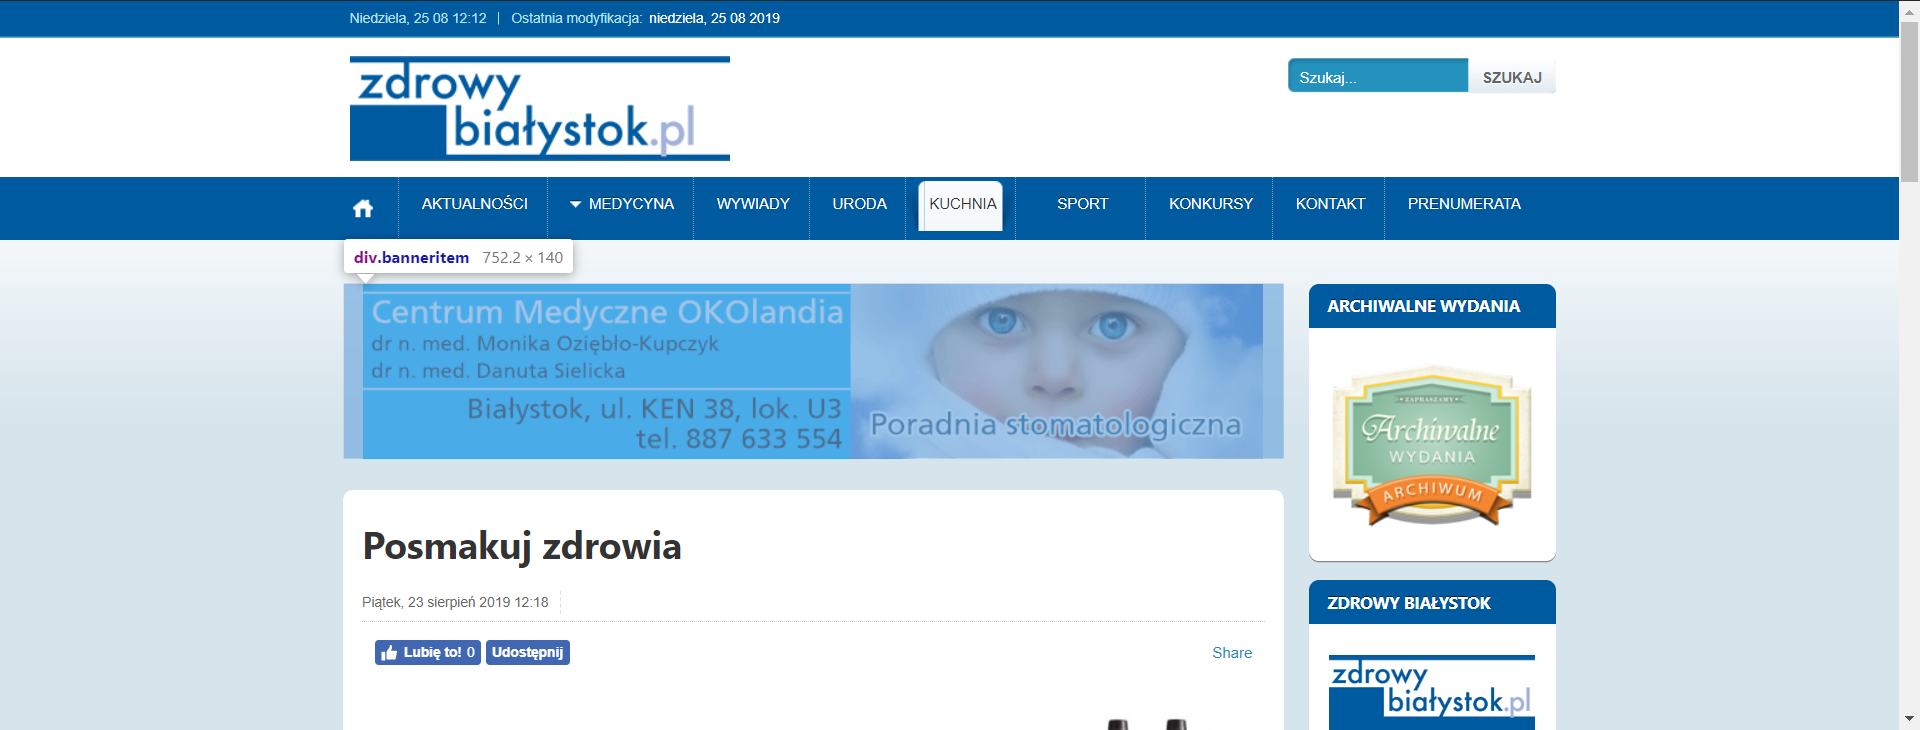 Niedziela, 25 08 12:12 | Ostatnia modyfikacja: niedziela, 25 08 2019
zdrowy
białystok.pl
Szukaj...
SZUKAJ
AKTUALNOŚCI MEDYCYNA WYWIADY URODA KUCHNIA SPORT KONKURSY KONTAKT PRENUMERATA
div.banneritem 752.2 × 140
Centrum Medyczne OKOlandia
dr n. med. Monika Oziębło-Kupczyk
dr n. med. Danuta Sielicka
Białystok, ul. KEN 38, lok. U3
tel. 887 633 554
Poradnia stomatologiczna
Posmakuj zdrowia
Piątek, 23 sierpień 2019 12:18
Lubię to! 0 Udostępnij
Share
ARCHIWALNE WYDANIA
ZAPRASZAMY
Archiwalne
WYDANIA
ARCHIWUM
ZDROWY BIAŁYSTOK
zdrowy
białystok.pl